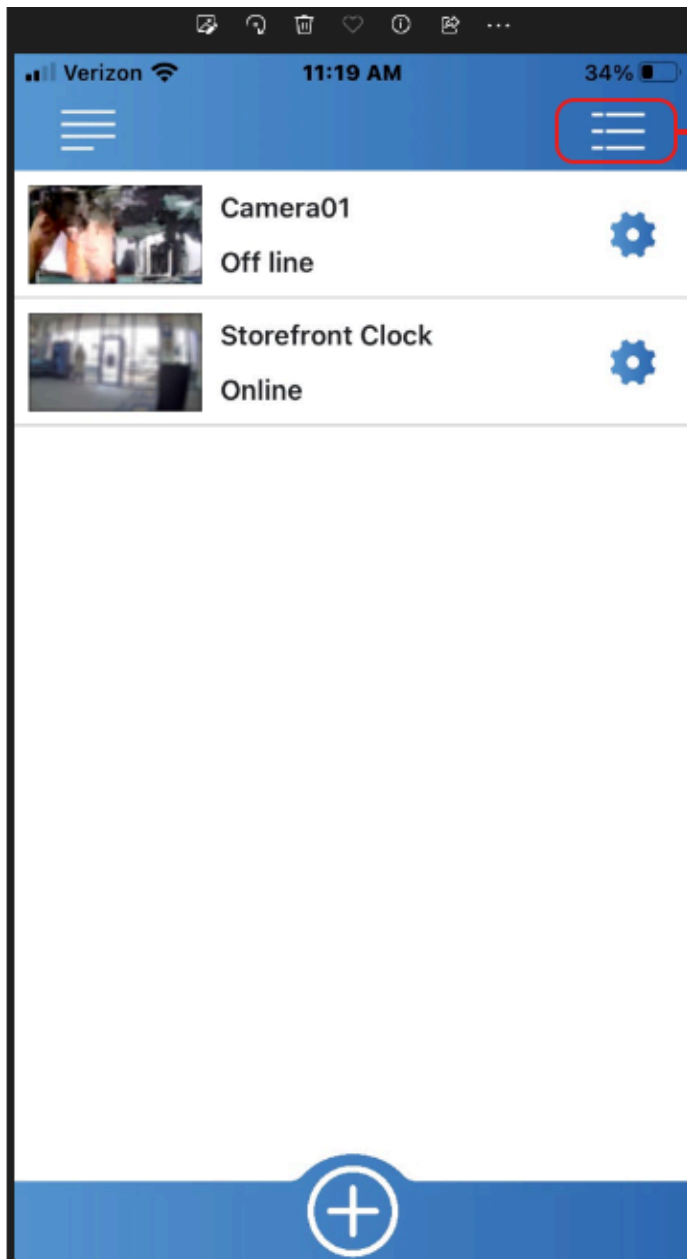 Verizon 11:19 AM 34%
Camera01
Off line
Storefront Clock
Online